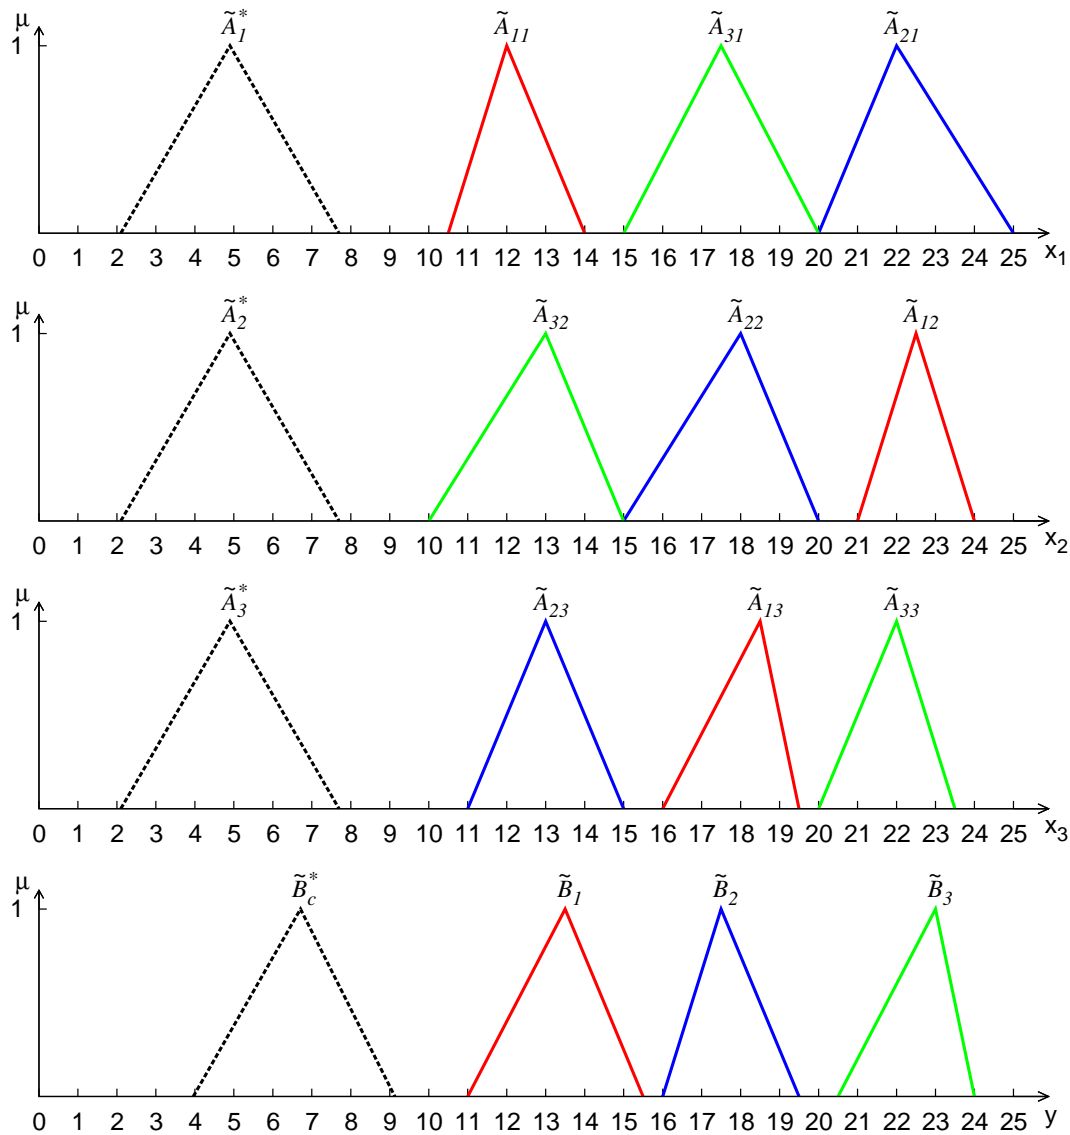 μ Ã₁* Ã₁₁ Ã₃₁ Ã₂₁
1
0 1 2 3 4 5 6 7 8 9 10 11 12 13 14 15 16 17 18 19 20 21 22 23 24 25 x₁
μ Ã₂* Ã₃₂ Ã₂₂ Ã₁₂
1
0 1 2 3 4 5 6 7 8 9 10 11 12 13 14 15 16 17 18 19 20 21 22 23 24 25 x₂
μ Ã₃* Ã₂₃ Ã₁₃ Ã₃₃
1
0 1 2 3 4 5 6 7 8 9 10 11 12 13 14 15 16 17 18 19 20 21 22 23 24 25 x₃
μ B̃c* B̃₁ B̃₂ B̃₃
1
0 1 2 3 4 5 6 7 8 9 10 11 12 13 14 15 16 17 18 19 20 21 22 23 24 25 y